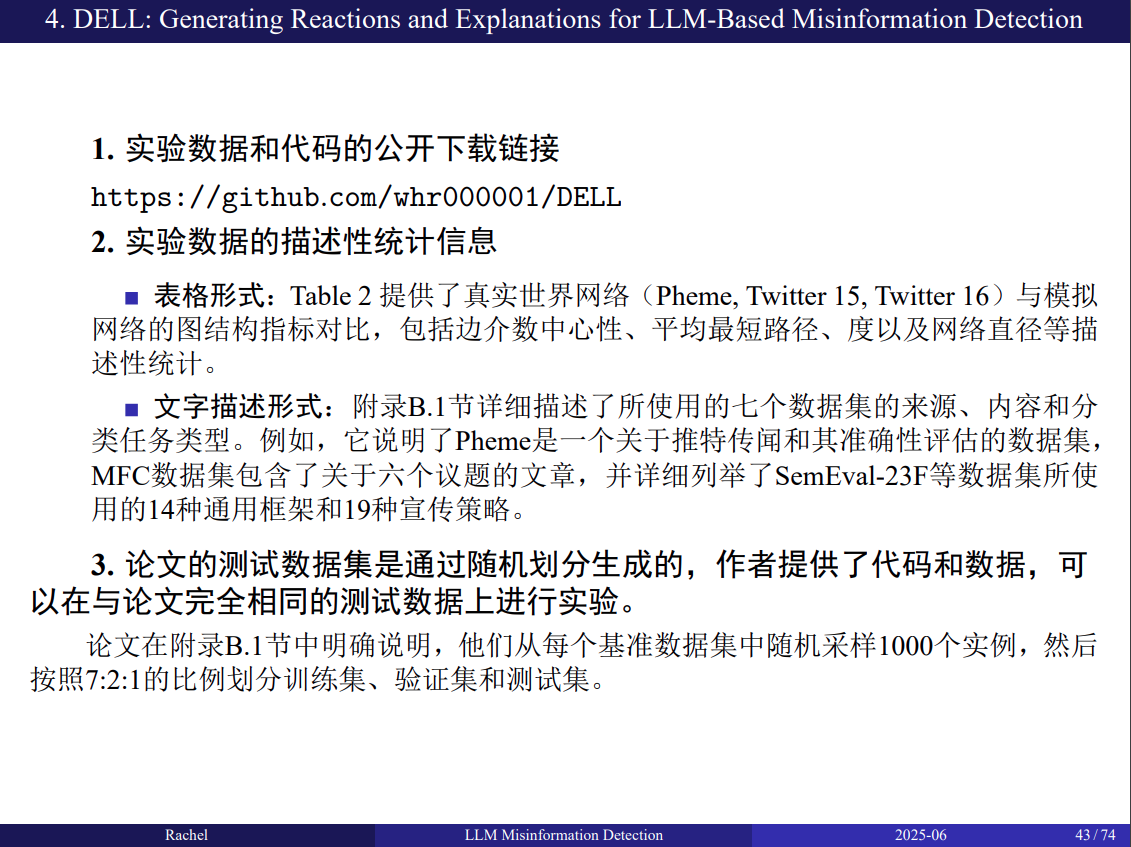 4. DELL: Generating Reactions and Explanations for LLM-Based Misinformation Detection
1. 实验数据和代码的公开下载链接
https://github.com/whr000001/DELL
2. 实验数据的描述性统计信息
■ 表格形式：Table 2 提供了真实世界网络（Pheme, Twitter 15, Twitter 16）与模拟
网络的图结构指标对比，包括边介数中心性、平均最短路径、度以及网络直径等描
述性统计。
■ 文字描述形式：附录B.1节详细描述了所使用的七个数据集的来源、内容和分
类任务类型。例如，它说明了Pheme是一个关于推特传闻和其准确性评估的数据集，
MFC数据集包含了关于六个议题的文章，并详细列举了SemEval-23F等数据集所使
用的14种通用框架和19种宣传策略。
3. 论文的测试数据集是通过随机划分生成的，作者提供了代码和数据，可
以在与论文完全相同的测试数据上进行实验。
论文在附录B.1节中明确说明，他们从每个基准数据集中随机采样1000个实例，然后
按照7:2:1的比例划分训练集、验证集和测试集。
Rachel LLM Misinformation Detection 2025-06 43 / 74